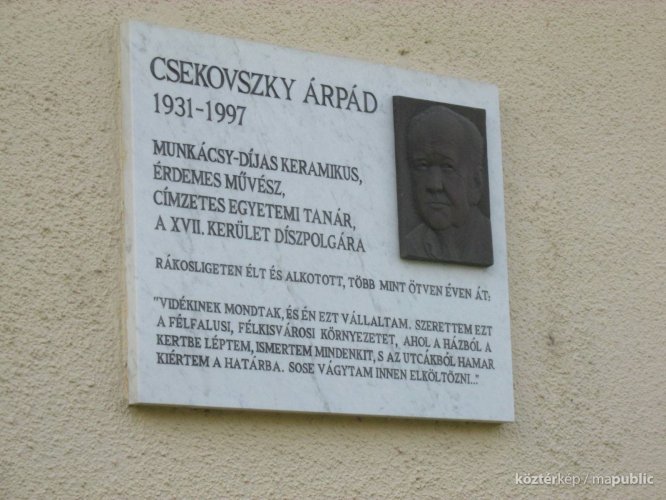 CSEKOVSZKY ÁRPÁD
1931-1997
MUNKÁCSY-DÍJAS KERAMIKUS,
ÉRDEMES MŰVÉSZ,
CÍMZETES EGYETEMI TANÁR,
A XVII. KERÜLET DÍSZPOLGÁRA
RÁKOSLIGETEN ÉLT ÉS ALKOTOTT, TÖBB MINT ÖTVEN ÉVEN ÁT:
"VIDÉKINEK MONDTAK, ÉS ÉN EZT VÁLLALTAM. SZERETTEM EZT
A FÉLFALUSI, FÉLKISVÁROSI KÖRNYEZETET, AHOL A HÁZBÓL A
KERTBE LÉPTEM, ISMERTEM MINDENKIT, S AZ UTCÁKBÓL HAMAR
KIÉRTEM A HATÁRBA. SOSE VÁGYTAM INNEN ELKÖLTÖZNI..."
köztérkép / mapublic